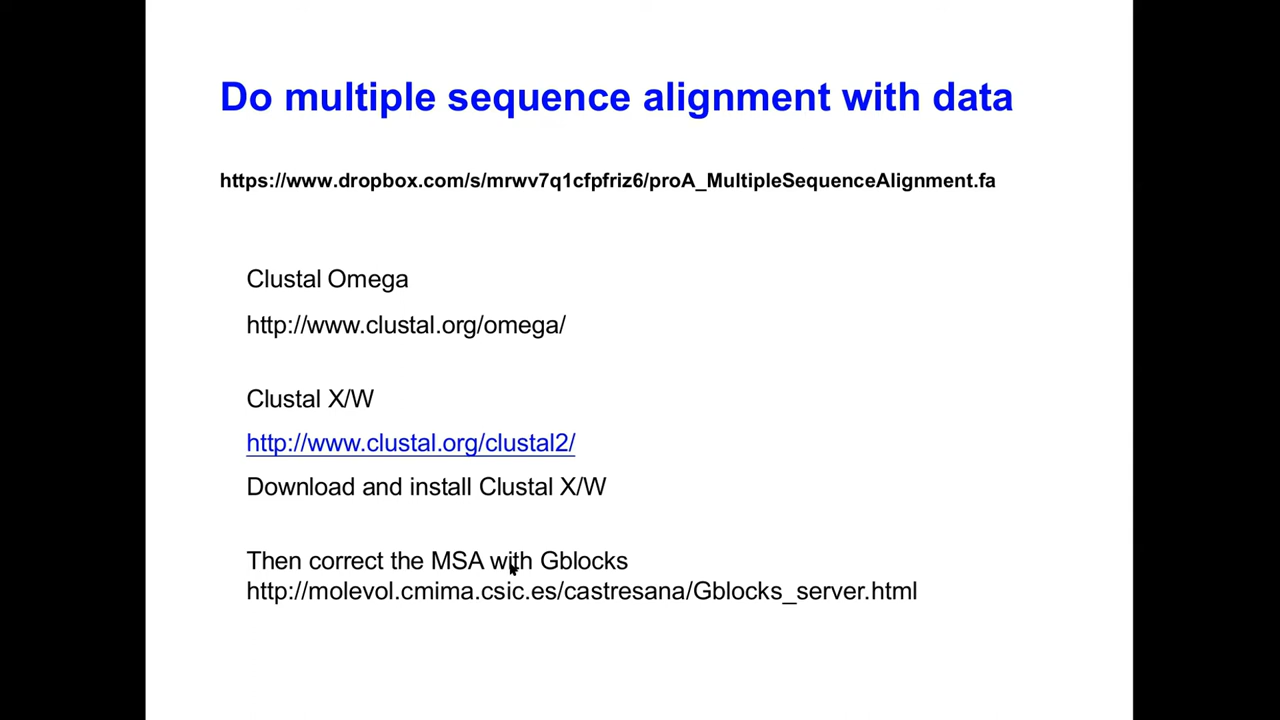 Do multiple sequence alignment with data
https://www.dropbox.com/s/mrwv7q1cfpfriz6/proA_MultipleSequenceAlignment.fa
Clustal Omega
http://www.clustal.org/omega/
Clustal X/W
http://www.clustal.org/clustal2/
Download and install Clustal X/W
Then correct the MSA with Gblocks
http://molevol.cmima.csic.es/castresana/Gblocks_server.html